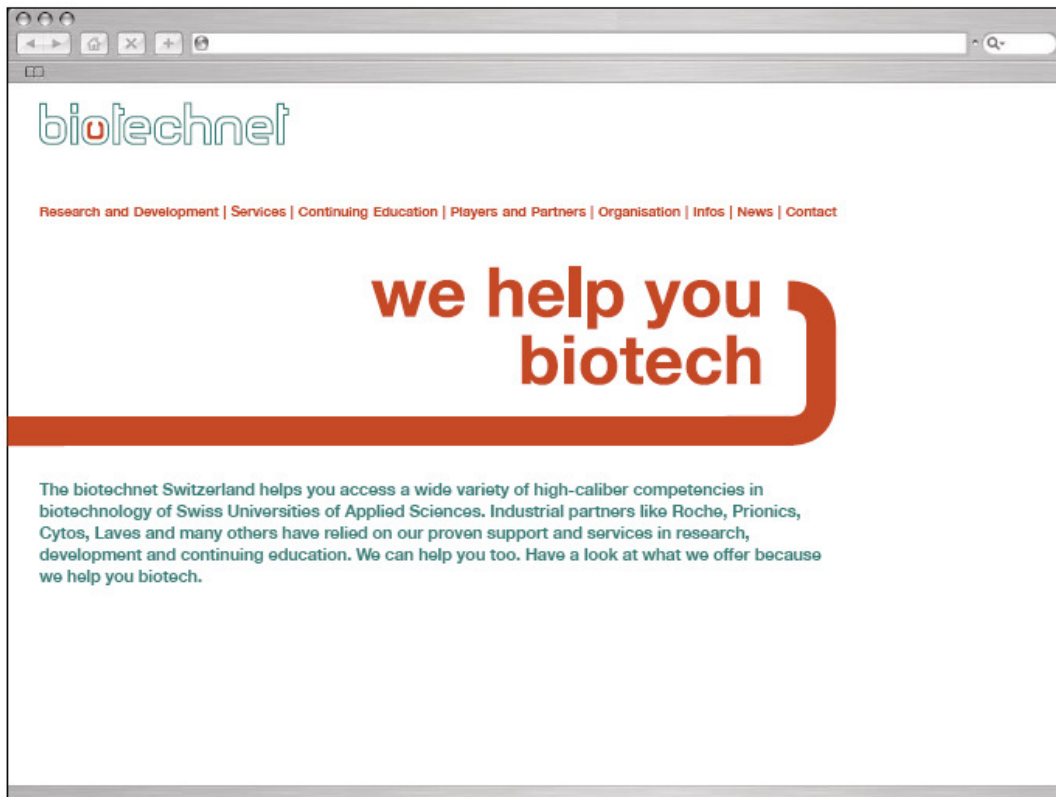 biotechnet
Research and Development | Services | Continuing Education | Players and Partners | Organisation | Infos | News | Contact
we help you
biotech
The biotechnet Switzerland helps you access a wide variety of high-caliber competencies in
biotechnology of Swiss Universities of Applied Sciences. Industrial partners like Roche, Prionics,
Cytos, Laves and many others have relied on our proven support and services in research,
development and continuing education. We can help you too. Have a look at what we offer because
we help you biotech.